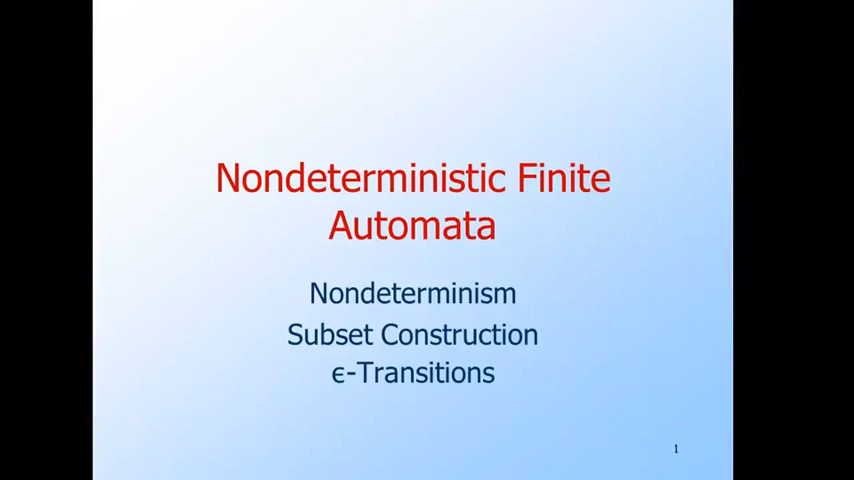 Nondeterministic Finite
Automata
Nondeterminism
Subset Construction
ϵ-Transitions
1